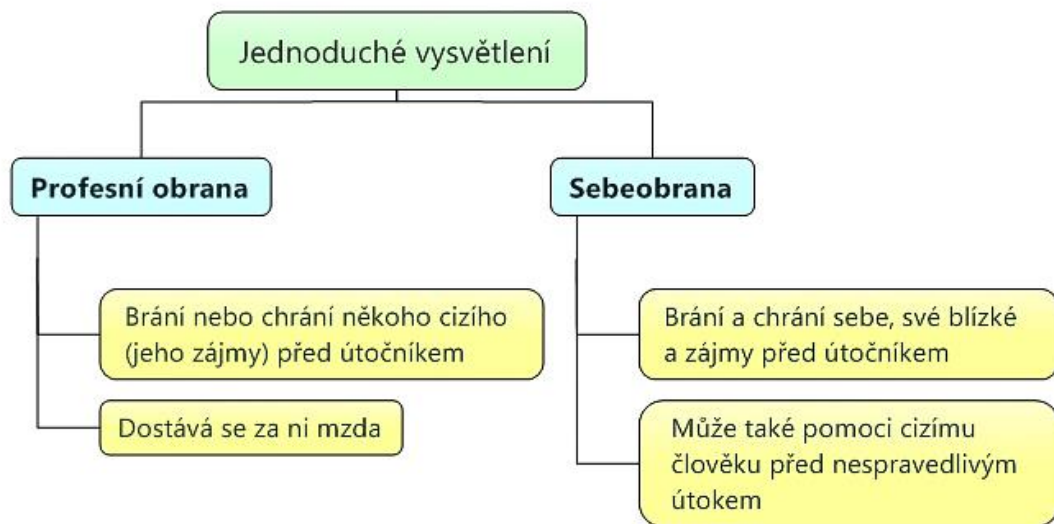 Jednoduché vysvětlení
Profesní obrana
Brání nebo chrání někoho cizího
(jeho zájmy) před útočníkem
Dostává se za ni mzda
Sebeobrana
Brání a chrání sebe, své blízké
a zájmy před útočníkem
Může také pomoci cizímu
člověku před nespravedlivým
útokem